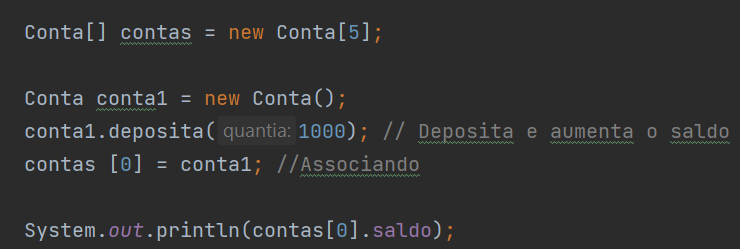 Conta[] contas = new Conta[5];
Conta conta1 = new Conta();
conta1.deposita( quantia: 1000); // Deposita e aumenta o saldo
contas [0] = conta1; //Associando
System.out.println(contas[0].saldo);